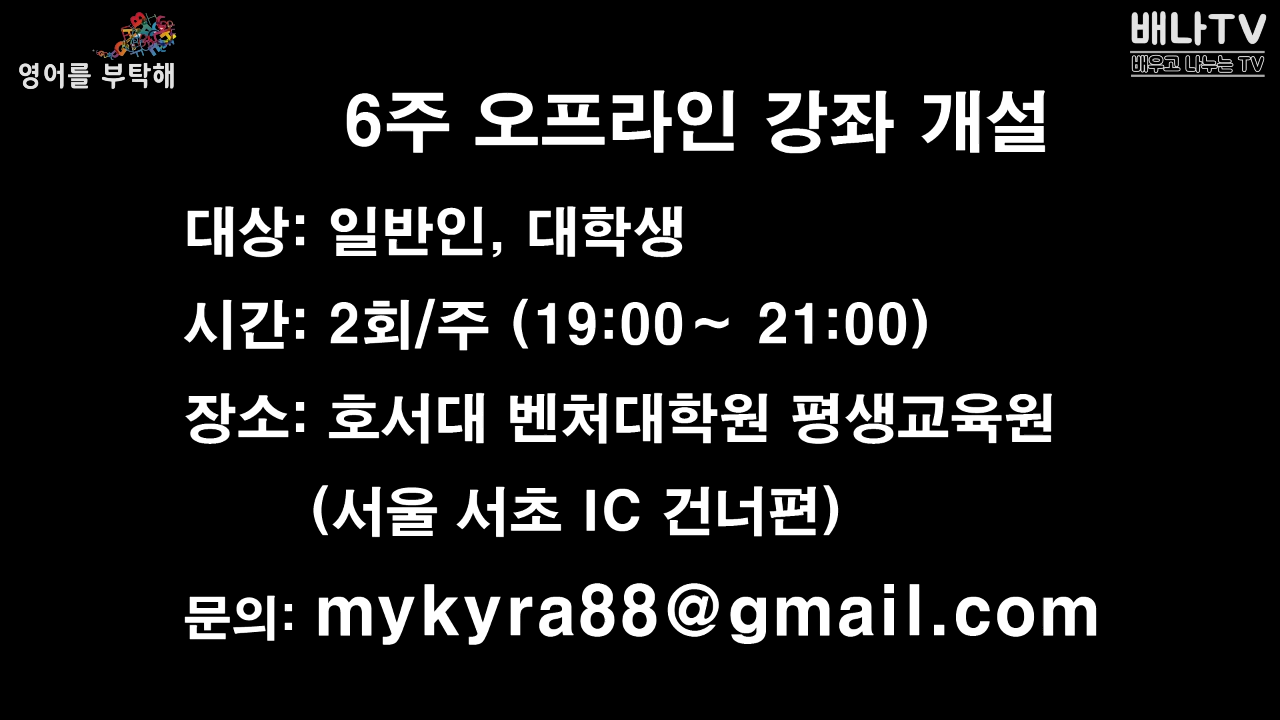 영어를 부탁해
배나TV
배우고 나누는 TV
6주 오프라인 강좌 개설
대상: 일반인, 대학생
시간: 2회/주 (19:00~ 21:00)
장소: 호서대 벤처대학원 평생교육원
(서울 서초 IC 건너편)
문의: mykyra88@gmail.com